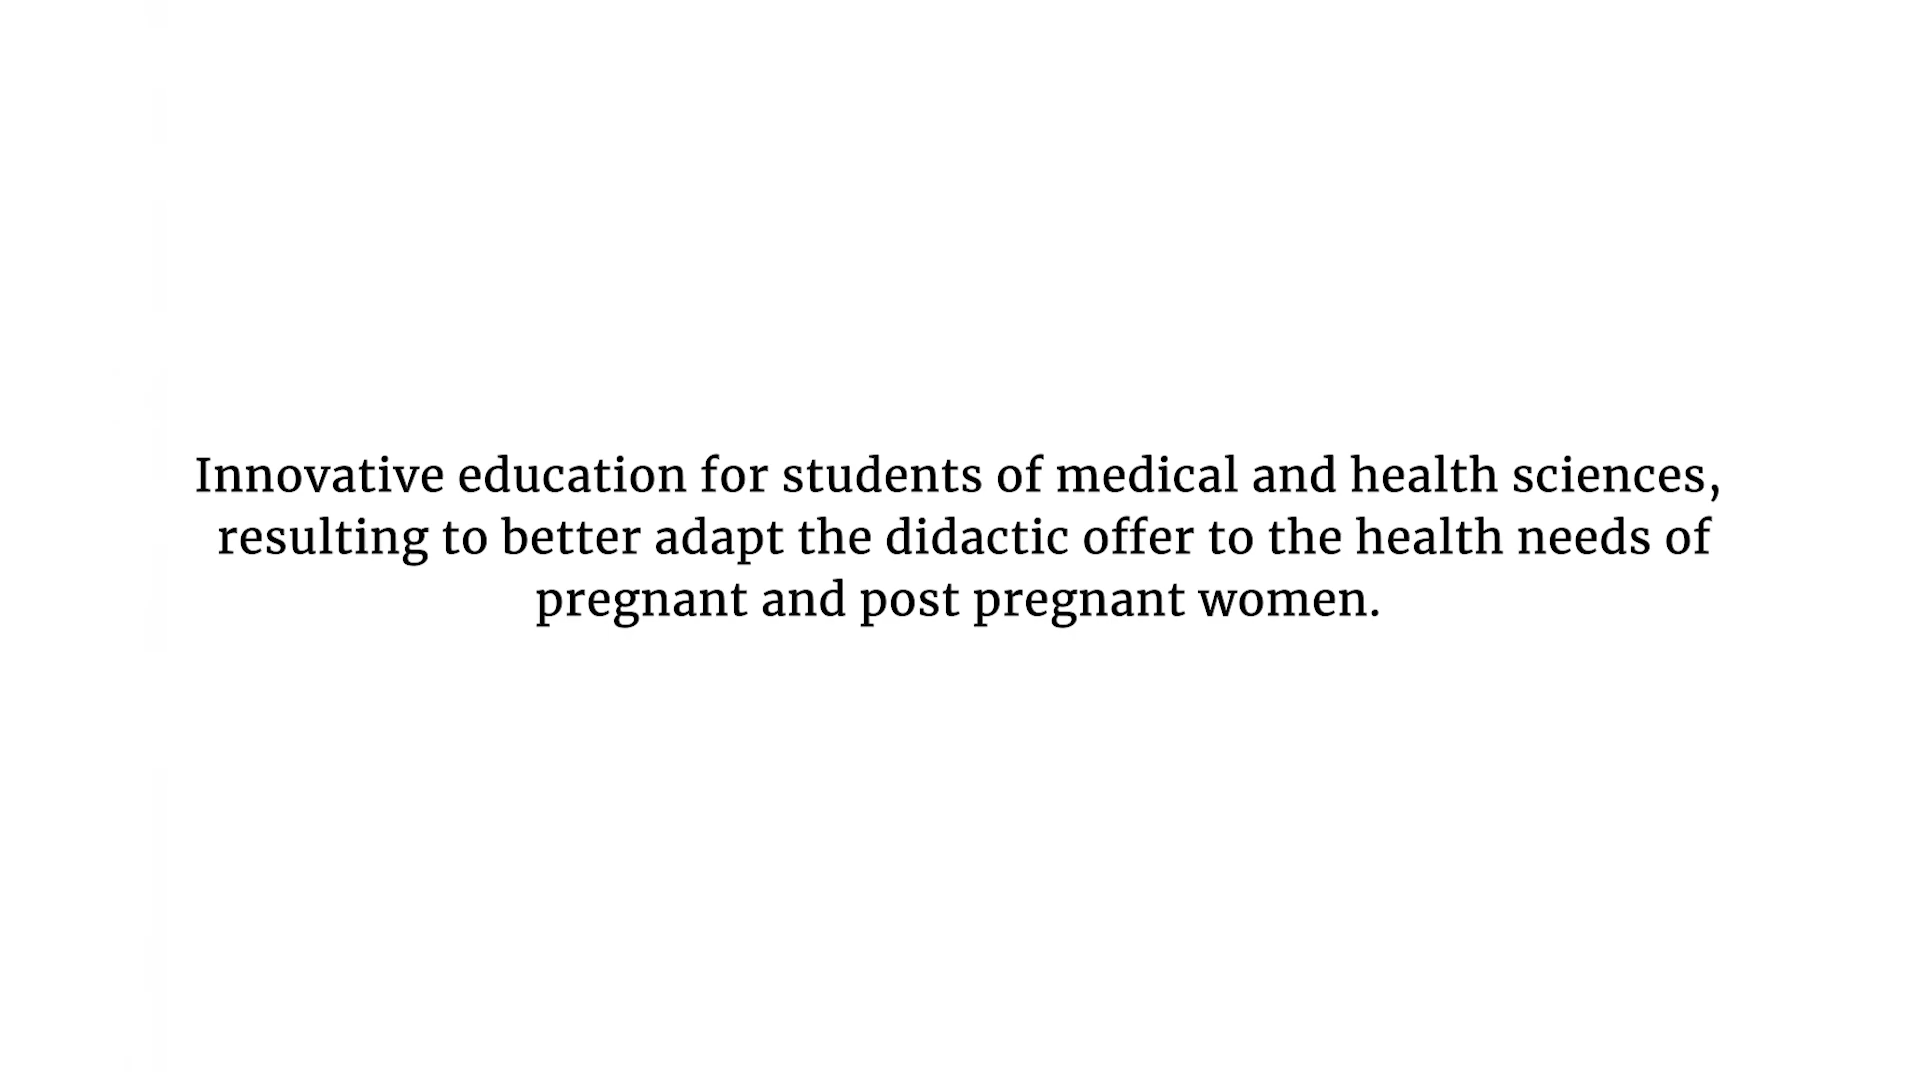 Innovative education for students of medical and health sciences,
resulting to better adapt the didactic offer to the health needs of
pregnant and post pregnant women.